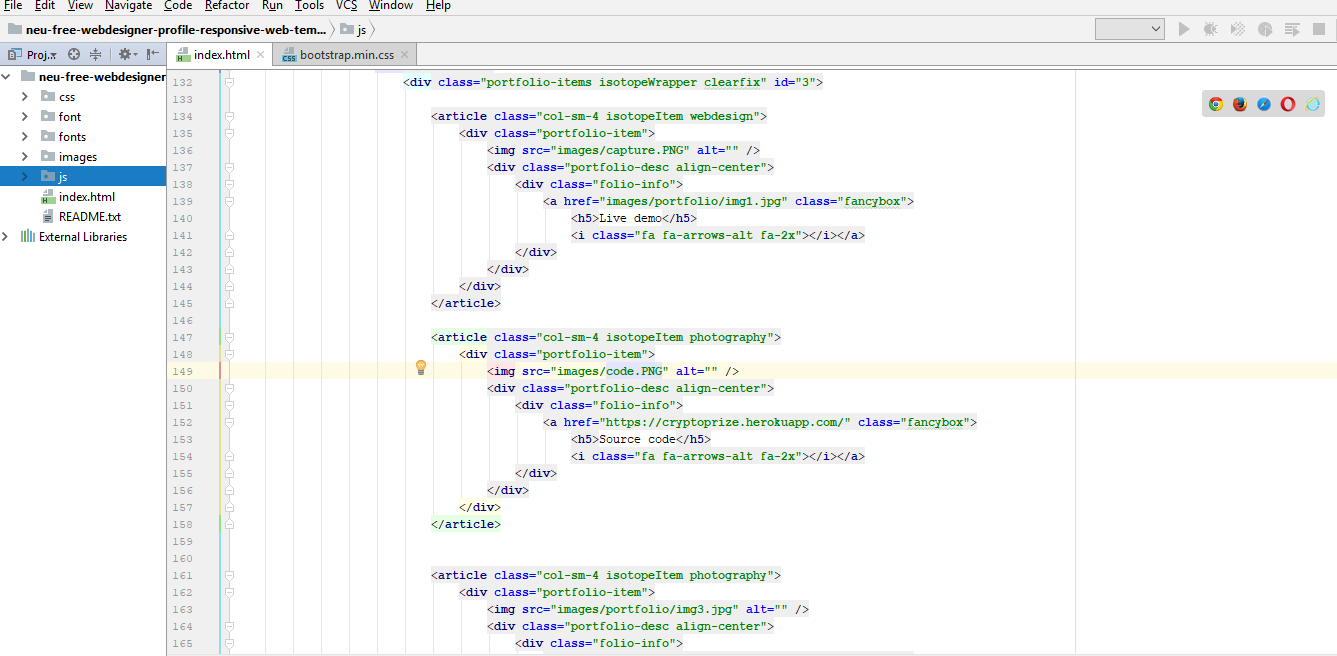 File Edit View Navigate Code Refactor Run Tools VCS Window Help
neu-free-webdesigner-profile-responsive-web-tem... js
Proj... index.html bootstrap.min.css
neu-free-webdesigner
css
font
fonts
images
js
index.html
README.txt
External Libraries
132 <div class="portfolio-items isotopeWrapper clearfix" id="3">
133
134 <article class="col-sm-4 isotopeItem webdesign">
135 <div class="portfolio-item">
136 <img src="images/capture.PNG" alt="" />
137 <div class="portfolio-desc align-center">
138 <div class="folio-info">
139 <a href="images/portfolio/img1.jpg" class="fancybox">
140 <h5>Live demo</h5>
141 <i class="fa fa-arrows-alt fa-2x"></i></a>
142 </div>
143 </div>
144 </div>
145 </article>
146
147 <article class="col-sm-4 isotopeItem photography">
148 <div class="portfolio-item">
149 <img src="images/code.PNG" alt="" />
150 <div class="portfolio-desc align-center">
151 <div class="folio-info">
152 <a href="https://cryptoprize.herokuapp.com/" class="fancybox">
153 <h5>Source code</h5>
154 <i class="fa fa-arrows-alt fa-2x"></i></a>
155 </div>
156 </div>
157 </div>
158 </article>
159
160
161 <article class="col-sm-4 isotopeItem photography">
162 <div class="portfolio-item">
163 <img src="images/portfolio/img3.jpg" alt="" />
164 <div class="portfolio-desc align-center">
165 <div class="folio-info">